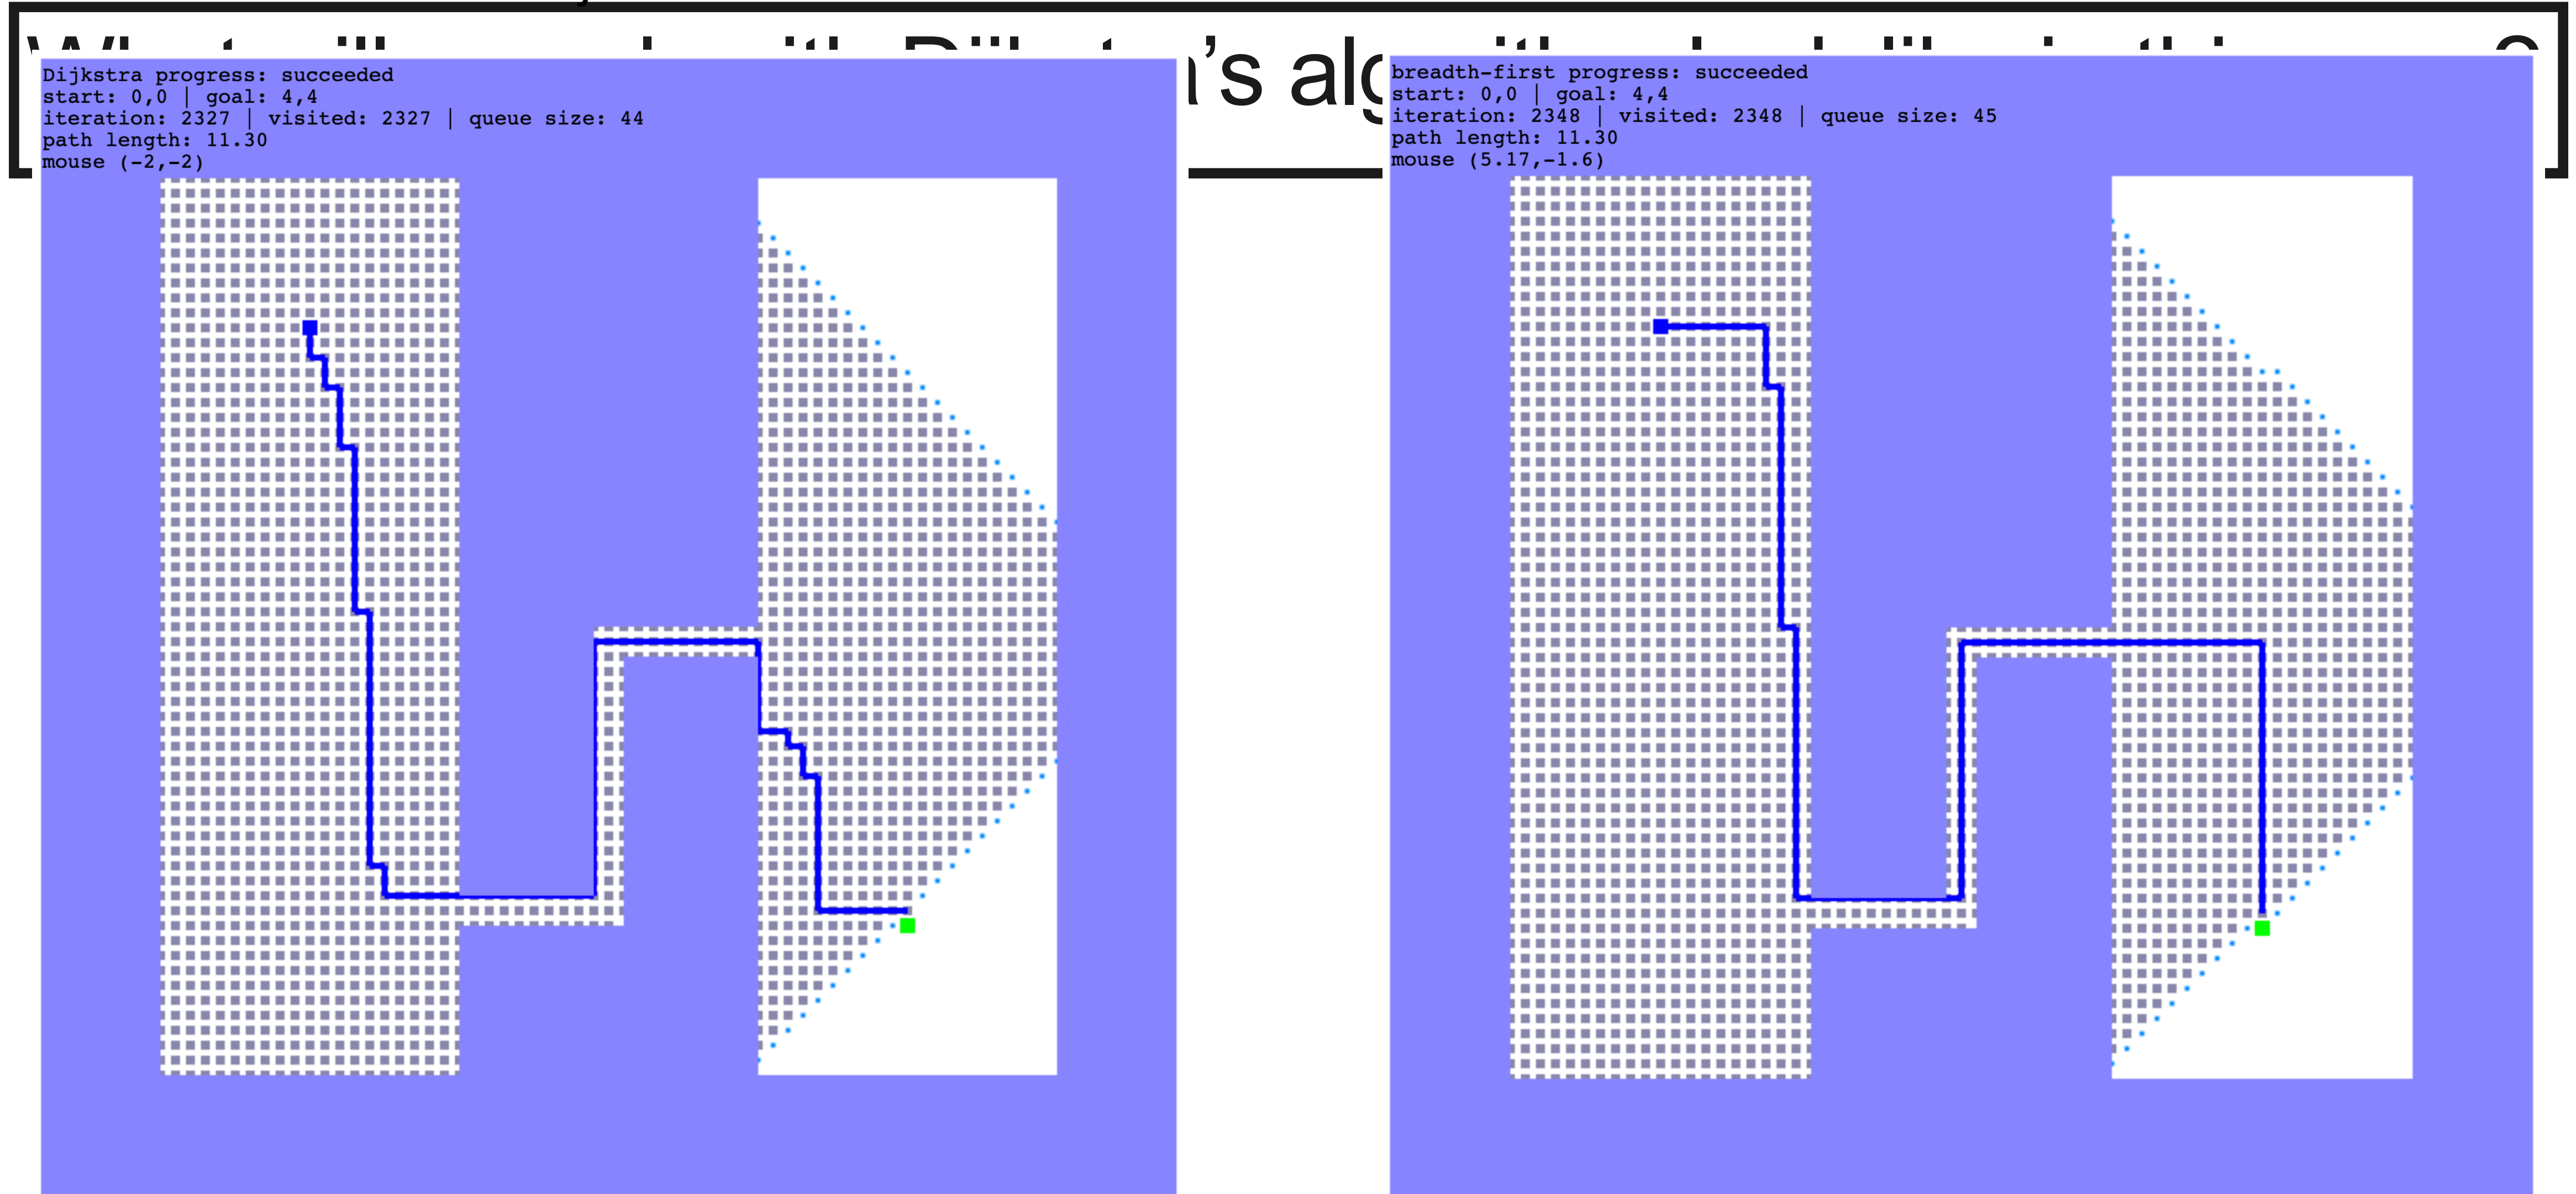 Dijkstra progress: succeeded
start: 0,0 | goal: 4,4
iteration: 2327 | visited: 2327 | queue size: 44
path length: 11.30
mouse (-2,-2)
breadth-first progress: succeeded
start: 0,0 | goal: 4,4
iteration: 2348 | visited: 2348 | queue size: 45
path length: 11.30
mouse (5.17,-1.6)